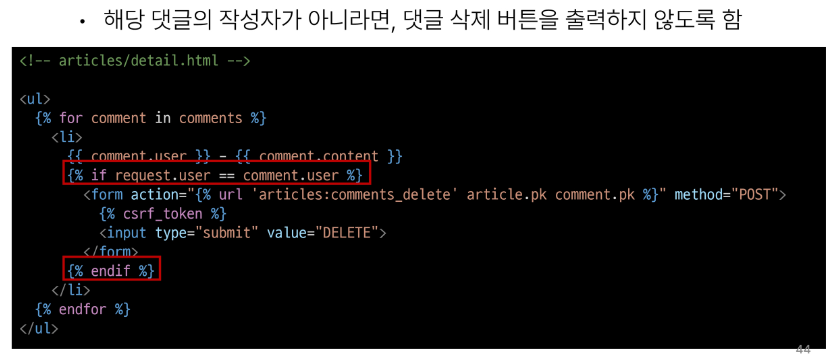 • 해당 댓글의 작성자가 아니라면, 댓글 삭제 버튼을 출력하지 않도록 함
<!-- articles/detail.html -->
<ul>
{% for comment in comments %}
<li>
{{ comment.user }} - {{ comment.content }}
{% if request.user == comment.user %}
<form action="{% url 'articles:comments_delete' article.pk comment.pk %}" method="POST">
{% csrf_token %}
<input type="submit" value="DELETE">
</form>
{% endif %}
</li>
{% endfor %}
</ul>
44